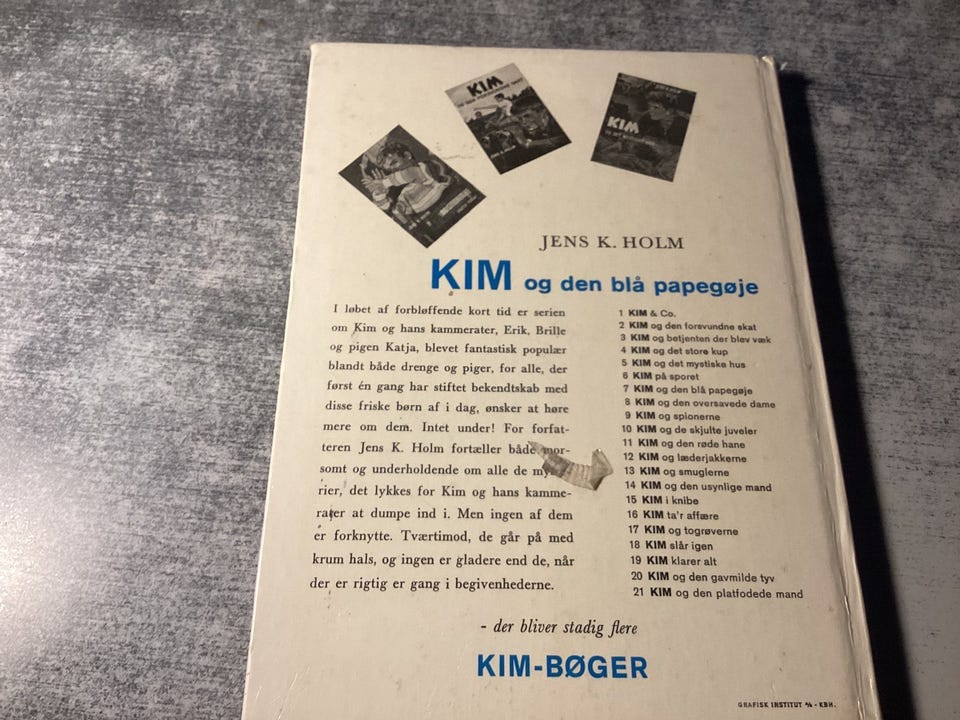 KIM
KIM
JENS K. HOLM
KIM og den blå papegøje
I løbet af forbløffende kort tid er serien
om Kim og hans kammerater, Erik, Brille
og pigen Katja, blevet fantastisk populær
blandt både drenge og piger, for alle, der
først én gang har stiftet bekendtskab med
disse friske børn af i dag, ønsker at høre
mere om dem. Intet under! For forfat-
teren Jens K. Holm fortæller både mor-
somt og underholdende om alle de
rier, det lykkes for Kim og hans kamme-
rater at dumpe ind i. Men ingen af dem
er forknytte. Tværtimod, de går på med
krum hals, og ingen er gladere end de, når
der er rigtig er gang i begivenhederne.
1 KIM & Co.
2 KIM og den forsvundne skat
3 KIM og betjenten der blev væk
4 KIM og det store kup
5 KIM og det mystiske hus
6 KIM på sporet
7 KIM og den blå papegøje
8 KIM og den oversavede dame
9 KIM og spionerne
10 KIM og de skjulte juveler
11 KIM og den røde hane
12 KIM og læderjakkerne
13 KIM og smuglerne
14 KIM og den usynlige mand
15 KIM i knibe
16 KIM ta'r affære
17 KIM og togrøverne
18 KIM slår igen
19 KIM klarer alt
20 KIM og den gavmilde tyv
21 KIM og den platfodede mand
- der bliver stadig flere
KIM-BØGER
GRAFISK INSTITUT A/S - KBH.